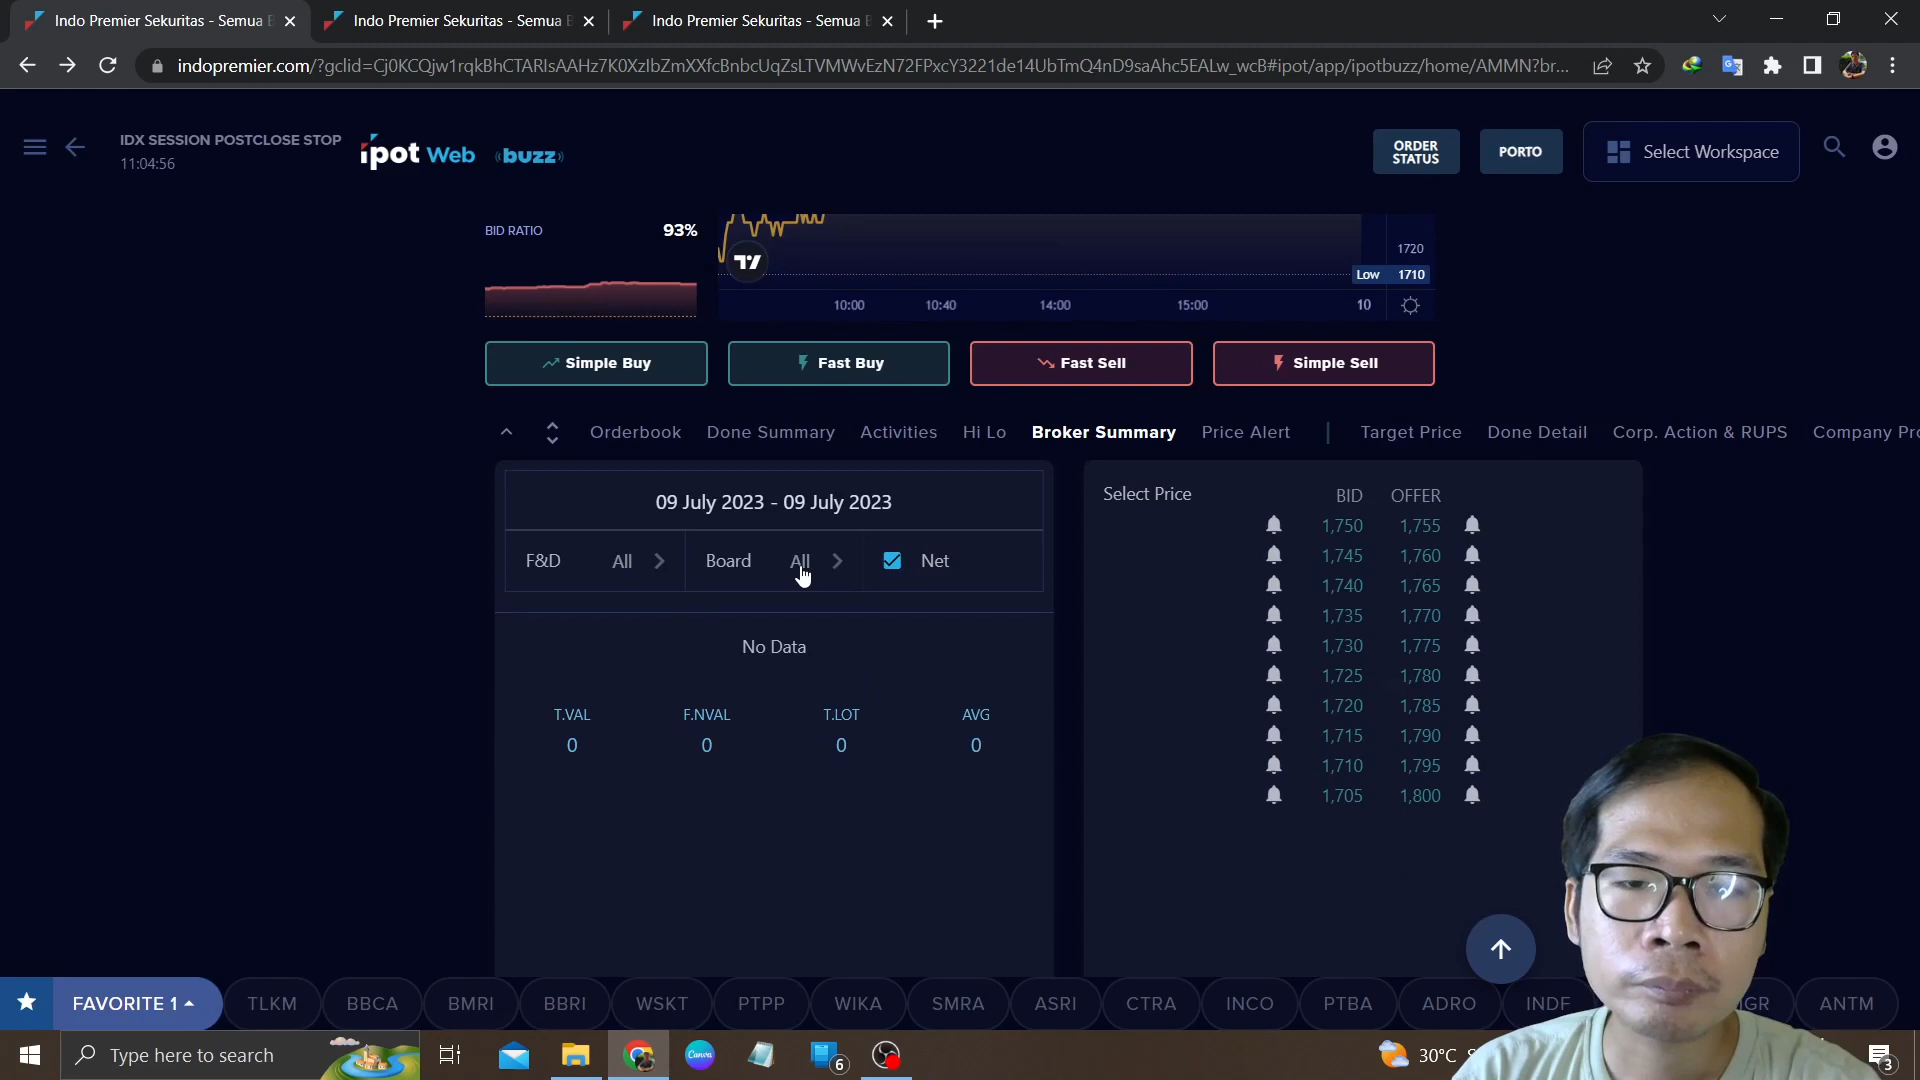 Indo Premier Sekuritas - Semua B
Indo Premier Sekuritas - Semua B
Indo Premier Sekuritas - Semua B
indopremier.com/?gclid=Cj0KCQjw1rqkBhCTARIsAAHz7K0XzIbZmXXfcBnbcUqZsLTVMWvEzN72FPxcY3221de14UbTmQ4nD9saAhc5EALw_wcB#ipot/app/ipotbuzz/home/AMMN?br...
IDX SESSION POSTCLOSE STOP
11:04:56
ipot Web
buzz
ORDER STATUS
PORTO
Select Workspace
BID RATIO 93%
1720
Low 1710
10:00 10:40 14:00 15:00 10
Simple Buy Fast Buy Fast Sell Simple Sell
Orderbook Done Summary Activities Hi Lo Broker Summary Price Alert | Target Price Done Detail Corp. Action & RUPS Company Pro
09 July 2023 - 09 July 2023
F&D All Board All Net
No Data
T.VAL F.NVAL T.LOT AVG
0 0 0 0
Select Price BID OFFER
1,750 1,755
1,745 1,760
1,740 1,765
1,735 1,770
1,730 1,775
1,725 1,780
1,720 1,785
1,715 1,790
1,710 1,795
1,705 1,800
FAVORITE 1 TLKM BBCA BMRI BBRI WSKT PTPP WIKA SMRA ASRI CTRA INCO PTBA ADRO INDF GR ANTM
Type here to search
Canva
6
30°C S
3